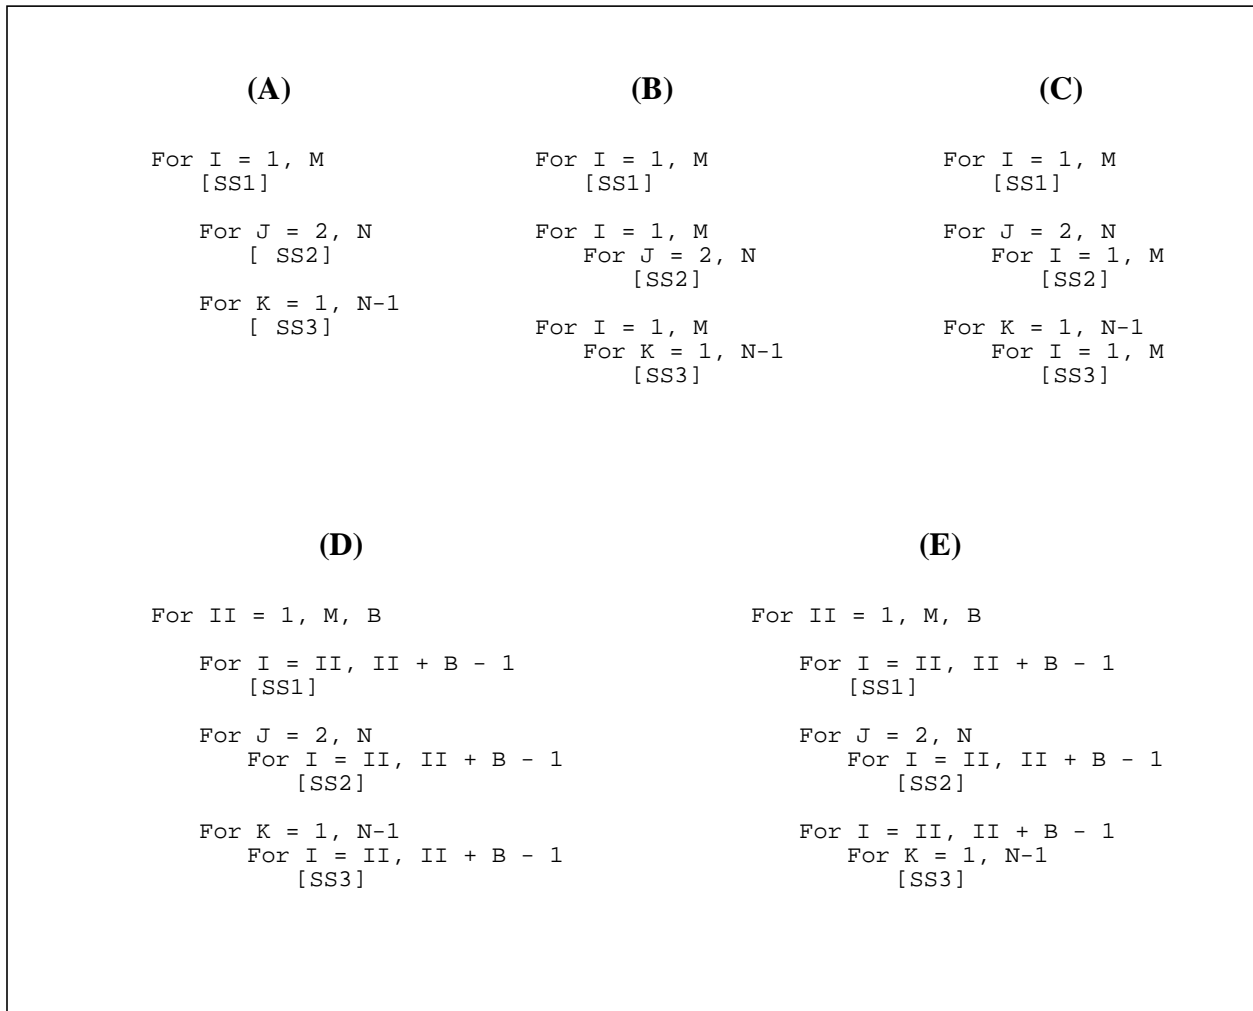 (A)
For I = 1, M
[SS1]
For J = 2, N
[ SS2]
For K = 1, N-1
[ SS3]
(B)
For I = 1, M
[SS1]
For I = 1, M
For J = 2, N
[SS2]
For I = 1, M
For K = 1, N-1
[SS3]
(C)
For I = 1, M
[SS1]
For J = 2, N
For I = 1, M
[SS2]
For K = 1, N-1
For I = 1, M
[SS3]
(D)
For II = 1, M, B
For I = II, II + B - 1
[SS1]
For J = 2, N
For I = II, II + B - 1
[SS2]
For K = 1, N-1
For I = II, II + B - 1
[SS3]
(E)
For II = 1, M, B
For I = II, II + B - 1
[SS1]
For J = 2, N
For I = II, II + B - 1
[SS2]
For I = II, II + B - 1
For K = 1, N-1
[SS3]